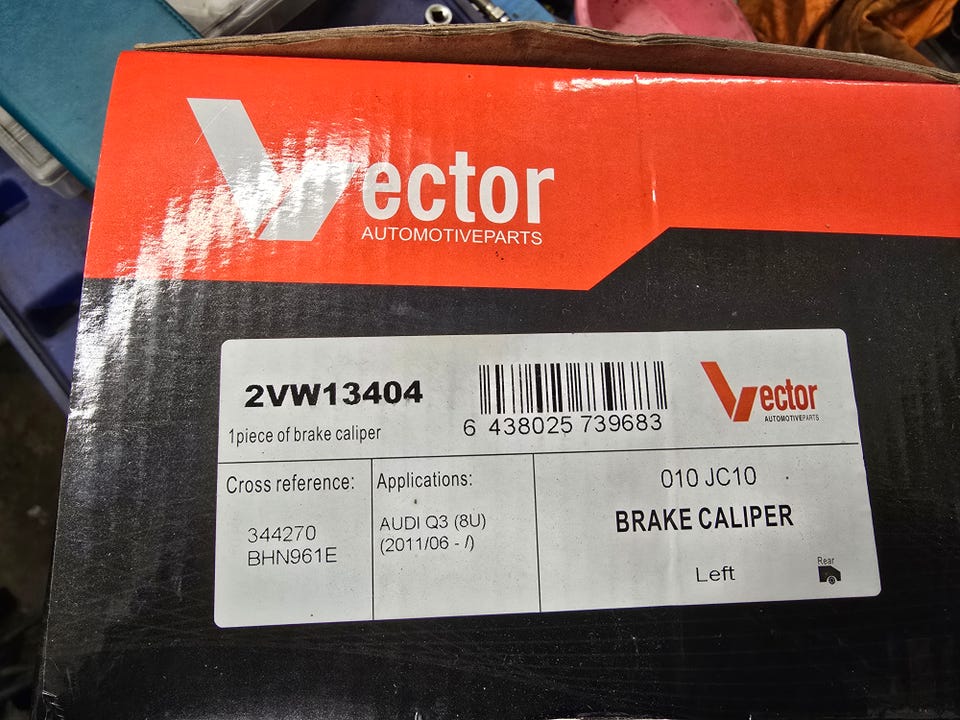 Vector
AUTOMOTIVEPARTS
2VW13404
1piece of brake caliper
6 438025 739683
Vector
AUTOMOTIVEPARTS
Cross reference:
344270
BHN961E
Applications:
AUDI Q3 (8U)
(2011/06 - /)
010 JC10
BRAKE CALIPER
Left
Rear